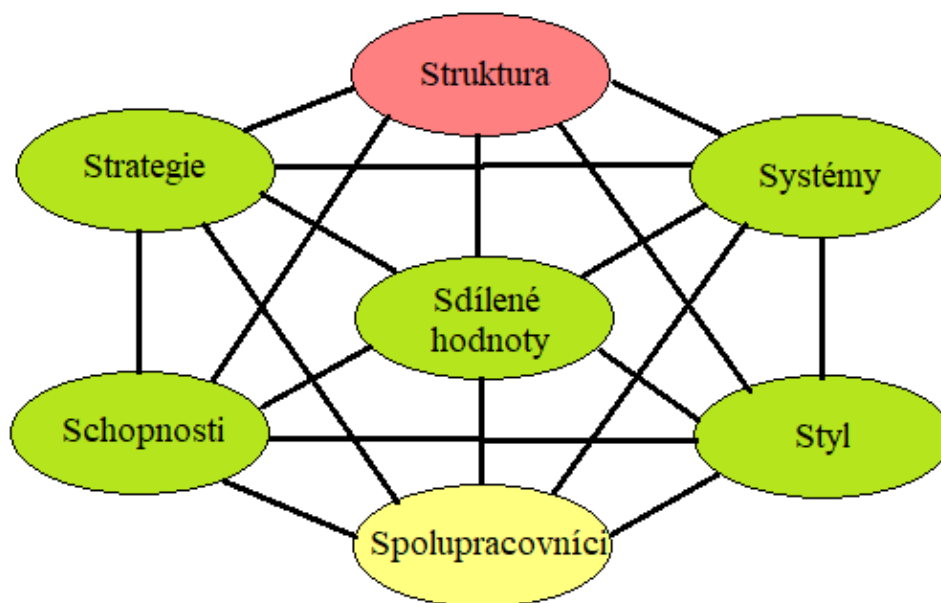 Struktura
Strategie
Systémy
Sdílené
hodnoty
Schopnosti
Styl
Spolupracovníci